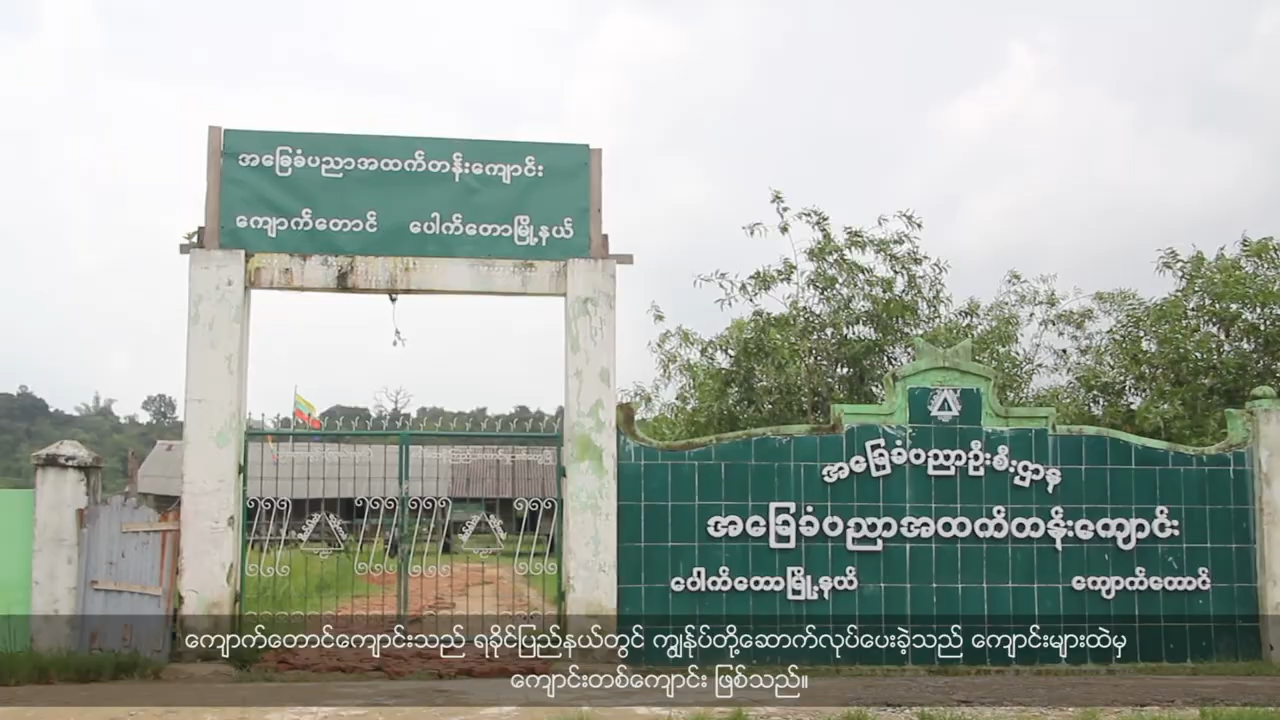 အခြေခံပညာအထက်တန်းကျောင်း
ကျောက်တောင် ပေါက်တောမြို့နယ်
အခြေခံပညာဦးစီးဌာန
အခြေခံပညာအထက်တန်းကျောင်း
ပေါက်တောမြို့နယ် ကျောက်တောင်
ကျောက်တောင်ကျောင်းသည် ရခိုင်ပြည်နယ်တွင် ကျွန်ုပ်တို့ဆောက်လုပ်ပေးခဲ့သည် ကျောင်းများထဲမှ
ကျောင်းတစ်ကျောင်း ဖြစ်သည်။